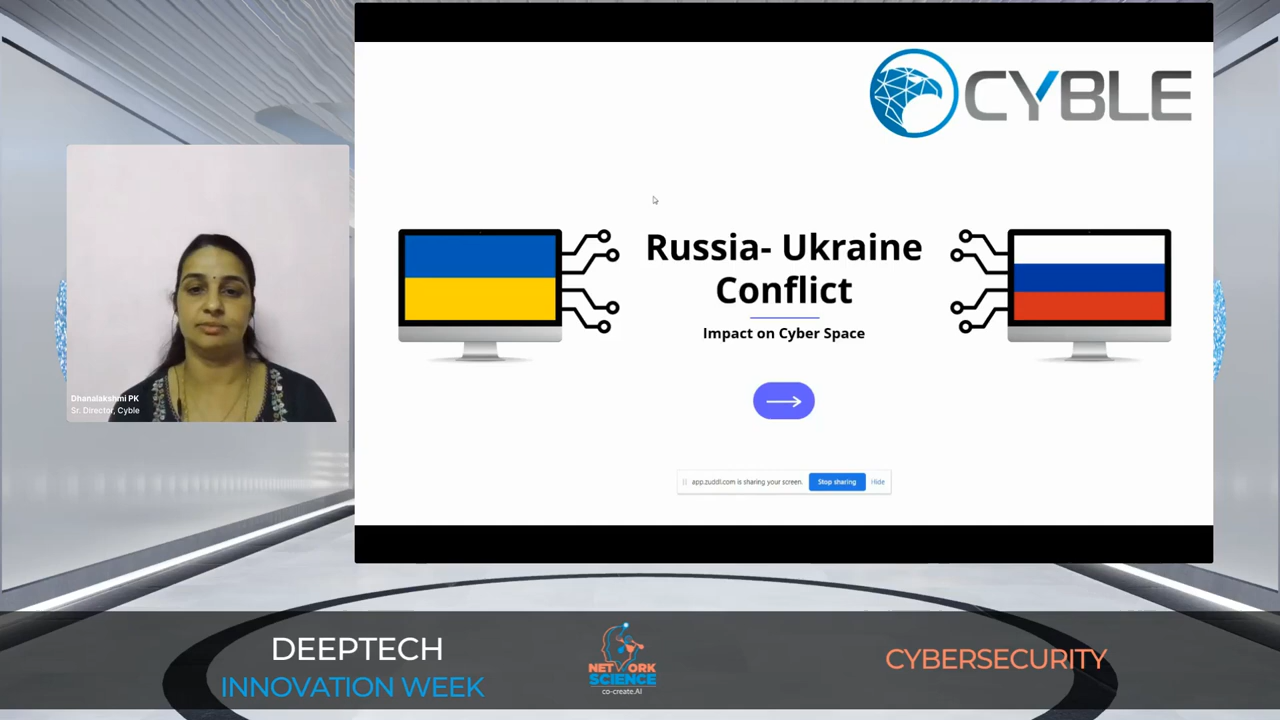 CYBLE
Russia- Ukraine
Conflict
Impact on Cyber Space
app.zuddl.com is sharing your screen.
Stop sharing
Hide
Dhanalakshmi PK
Sr. Director, Cyble
DEEPTECH
INNOVATION WEEK
NETWORK
SCIENCE
co-create.AI
CYBERSECURITY